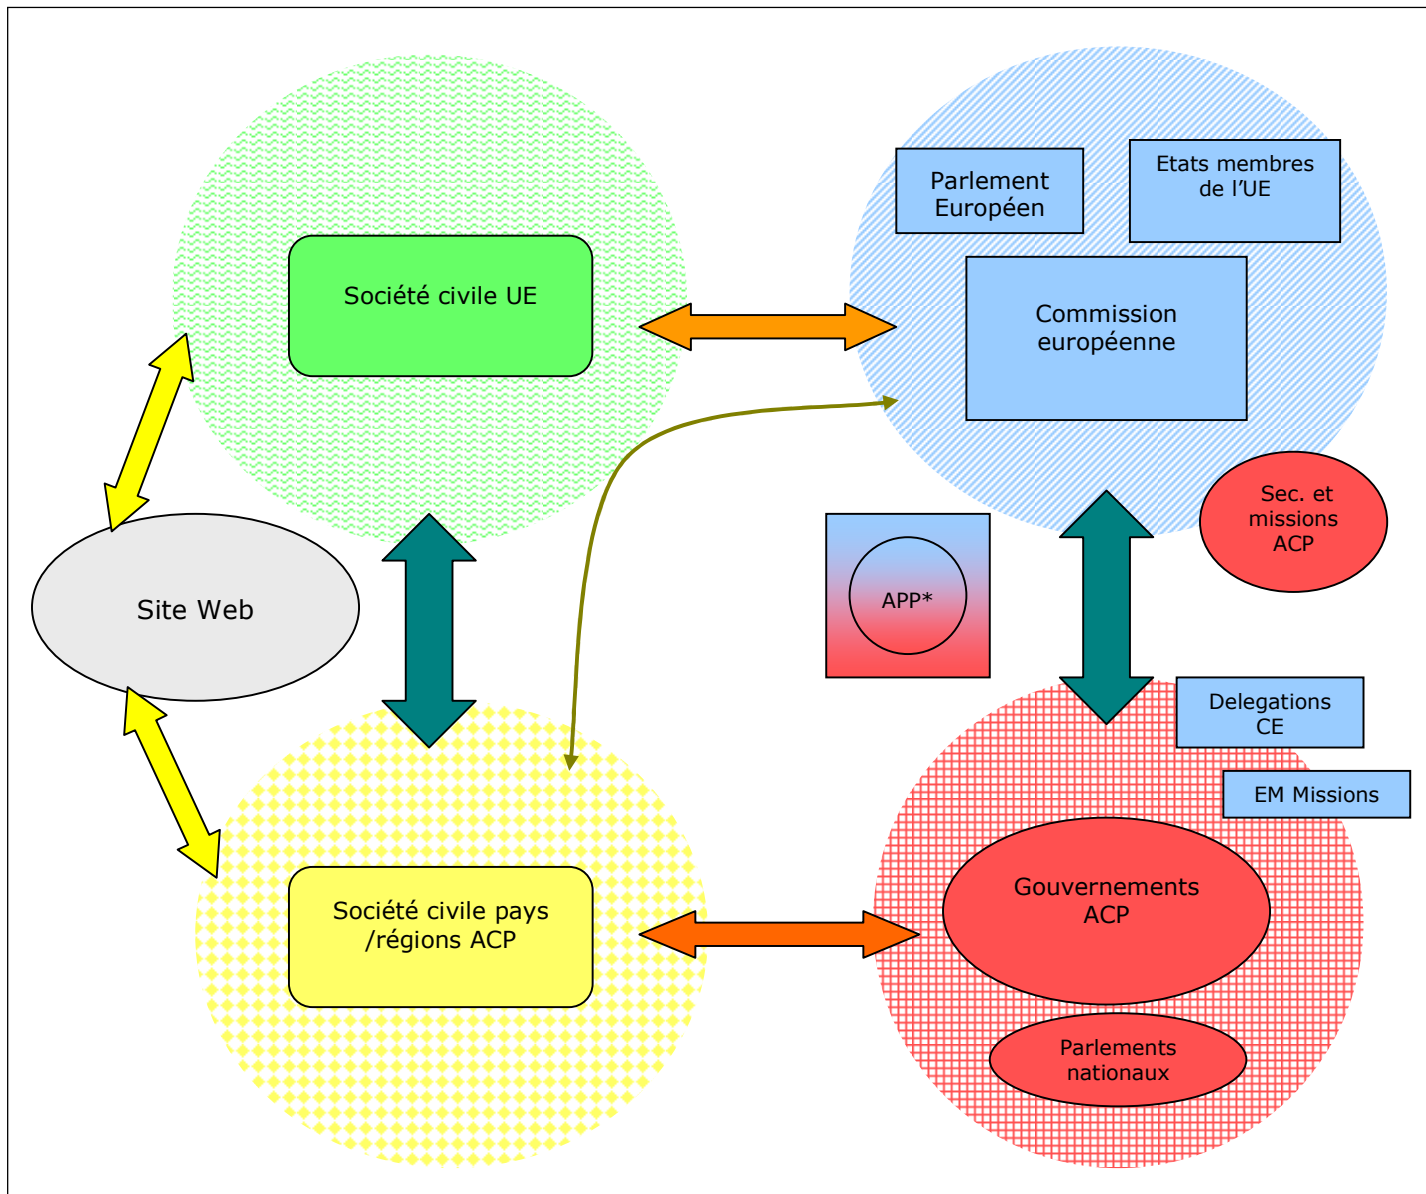 Parlement
Européen
Etats membres
de l’UE
Société civile UE
Commission
européenne
Sec. et
missions
ACP
Site Web
APP*
Delegations
CE
EM Missions
Société civile pays
/régions ACP
Gouvernements
ACP
Parlements
nationaux